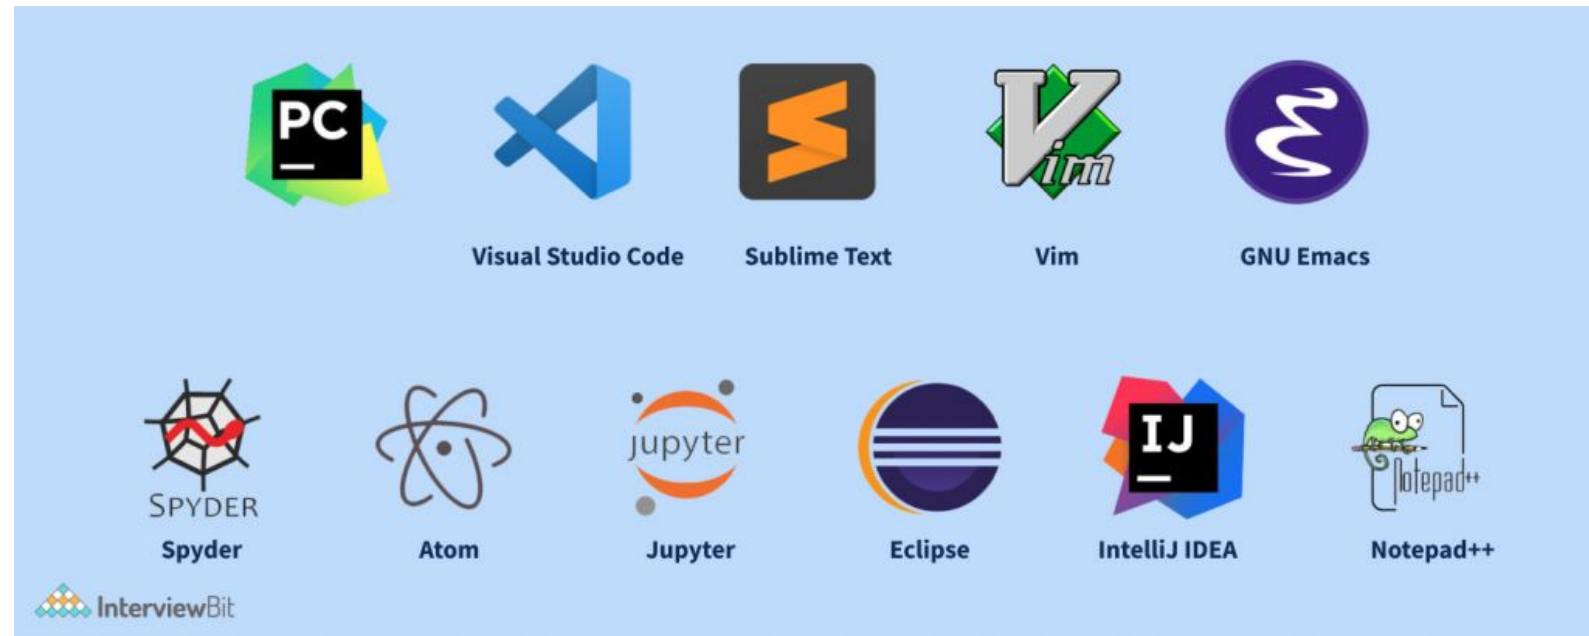 PC
Vim
Visual Studio Code
Sublime Text
Vim
GNU Emacs
SPYDER
jupyter
IJ
Notepad++
Spyder
Atom
Jupyter
Eclipse
IntelliJ IDEA
Notepad++
InterviewBit